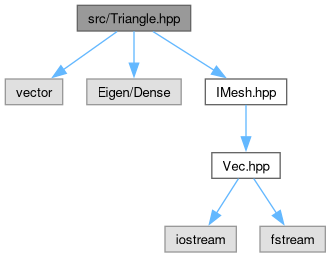 src/Triangle.hpp
vector
Eigen/Dense
IMesh.hpp
Vec.hpp
iostream
fstream